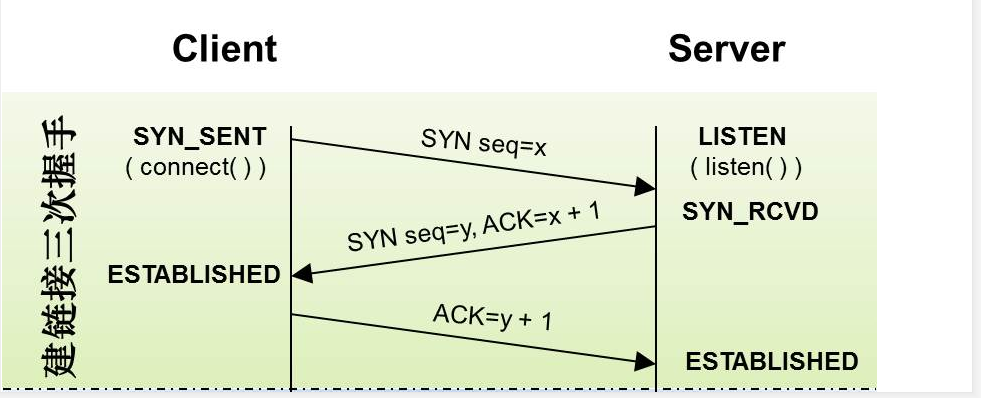 Client
Server
建链接三次握手
SYN_SENT
( connect( ) )
SYN seq=x
LISTEN
( listen( ) )
SYN_RCVD
SYN seq=y, ACK=x + 1
ESTABLISHED
ACK=y + 1
ESTABLISHED